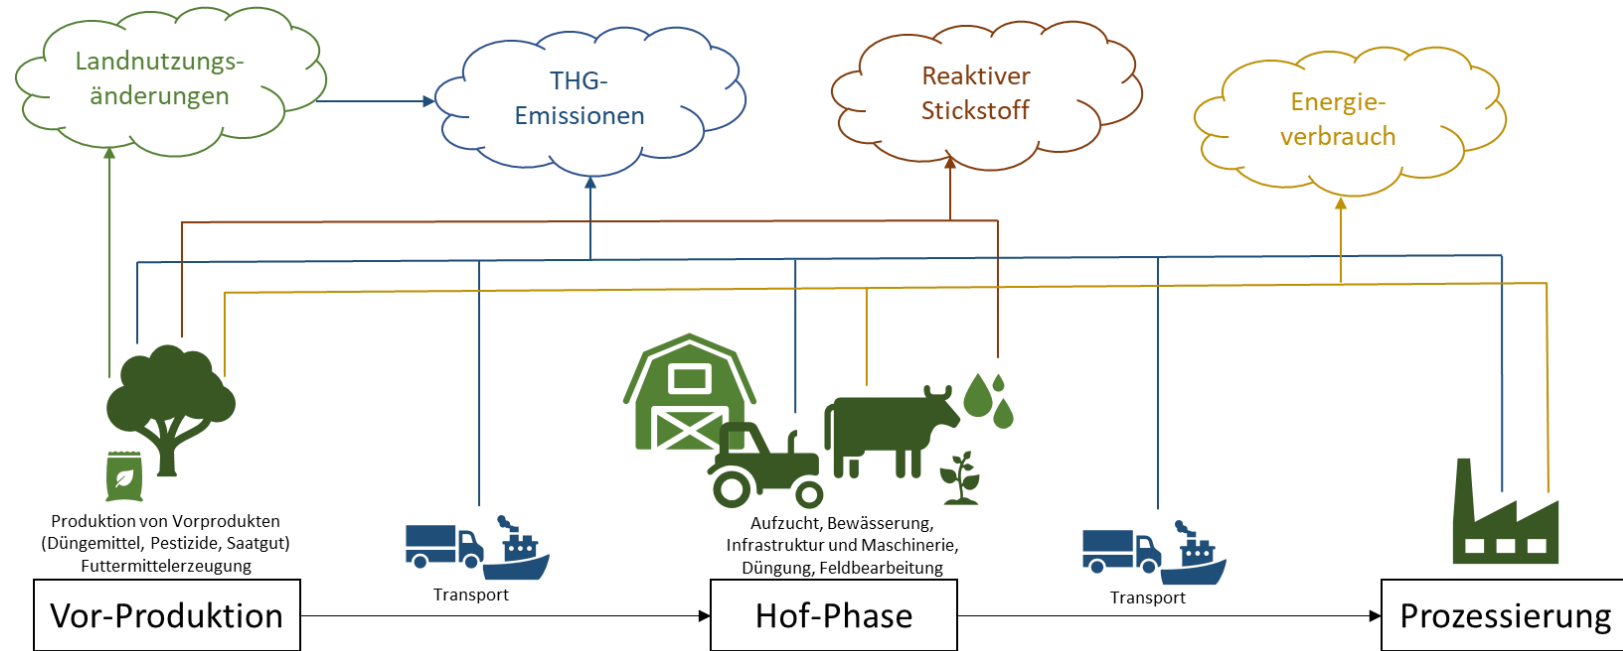 Landnutzungs-
änderungen
THG-
Emissionen
Reaktiver
Stickstoff
Energie-
verbrauch
Produktion von Vorprodukten
(Düngemittel, Pestizide, Saatgut)
Futtermittelerzeugung
Transport
Aufzucht, Bewässerung,
Infrastruktur und Maschinerie,
Düngung, Feldbearbeitung
Transport
Vor-Produktion
Hof-Phase
Prozessierung